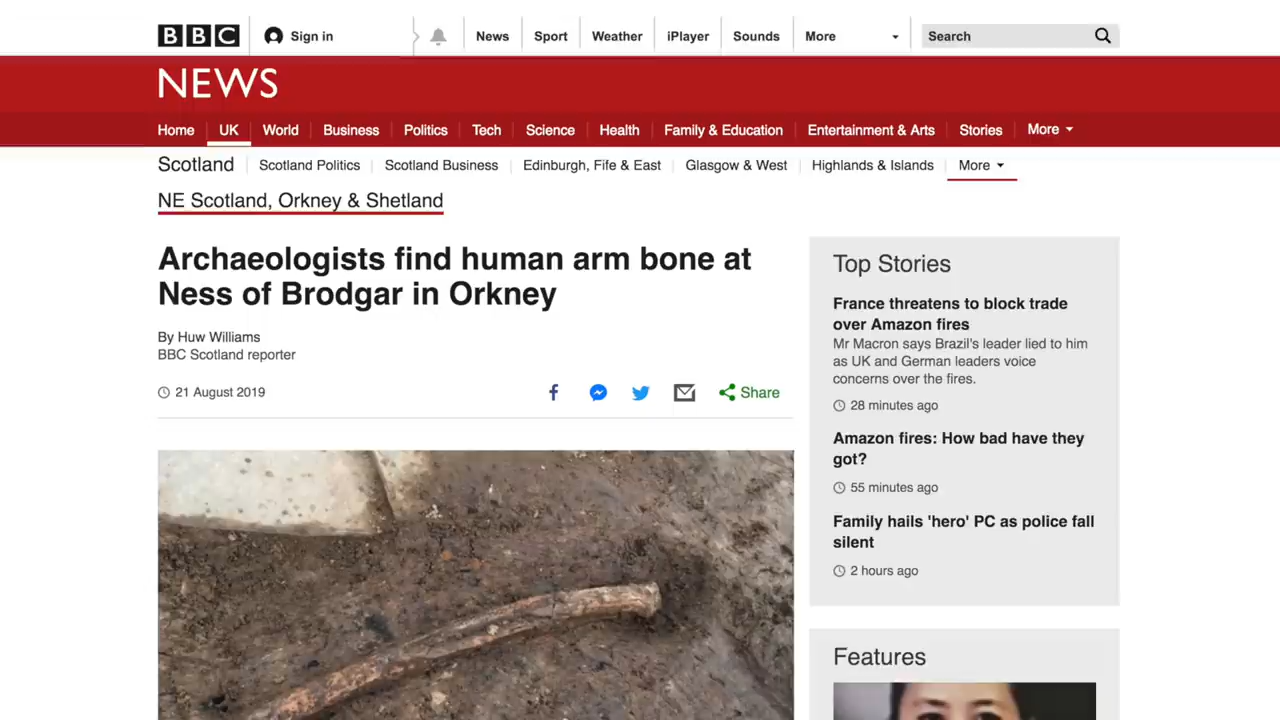 BBC Sign in News Sport Weather iPlayer Sounds More Search
NEWS
Home UK World Business Politics Tech Science Health Family & Education Entertainment & Arts Stories More
Scotland Scotland Politics Scotland Business Edinburgh, Fife & East Glasgow & West Highlands & Islands More
NE Scotland, Orkney & Shetland
Archaeologists find human arm bone at
Ness of Brodgar in Orkney
By Huw Williams
BBC Scotland reporter
21 August 2019
Share
Top Stories
France threatens to block trade
over Amazon fires
Mr Macron says Brazil's leader lied to him
as UK and German leaders voice
concerns over the fires.
28 minutes ago
Amazon fires: How bad have they
got?
55 minutes ago
Family hails 'hero' PC as police fall
silent
2 hours ago
Features